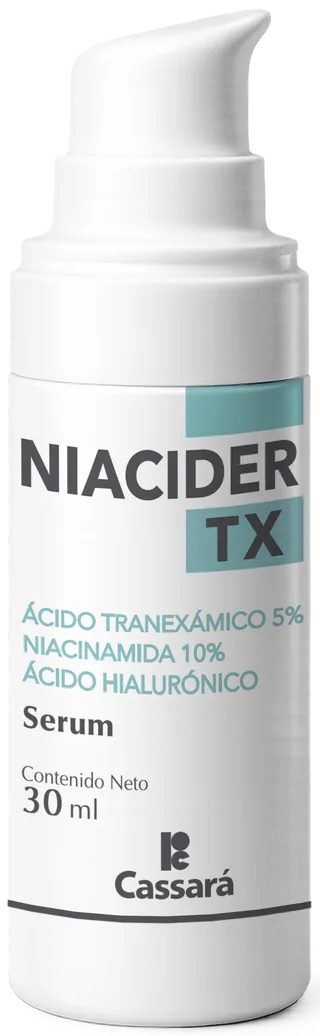 NIACIDER
TX
ÁCIDO TRANEXÁMICO 5%
NIACINAMIDA 10%
ÁCIDO HIALURÓNICO
Serum
Contenido Neto
30 ml
Cassará